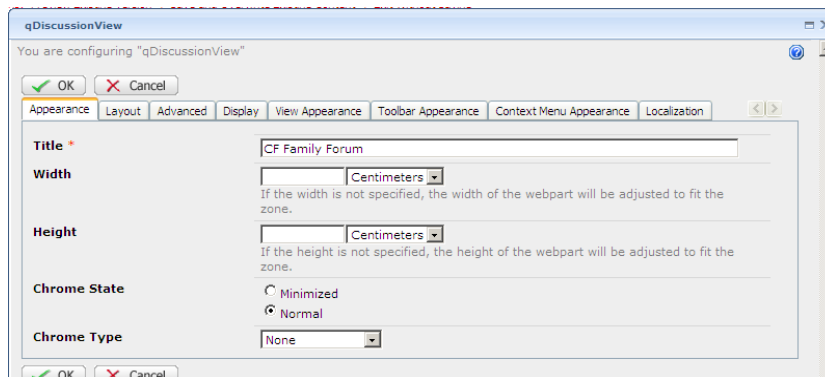 qDiscussionView
You are configuring "qDiscussionView"
OK Cancel
Appearance Layout Advanced Display View Appearance Toolbar Appearance Context Menu Appearance Localization
Title * CF Family Forum
Width Centimeters
If the width is not specified, the width of the webpart will be adjusted to fit the
zone.
Height Centimeters
If the height is not specified, the height of the webpart will be adjusted to fit the
zone.
Chrome State Minimized
Normal
Chrome Type None
OK Cancel